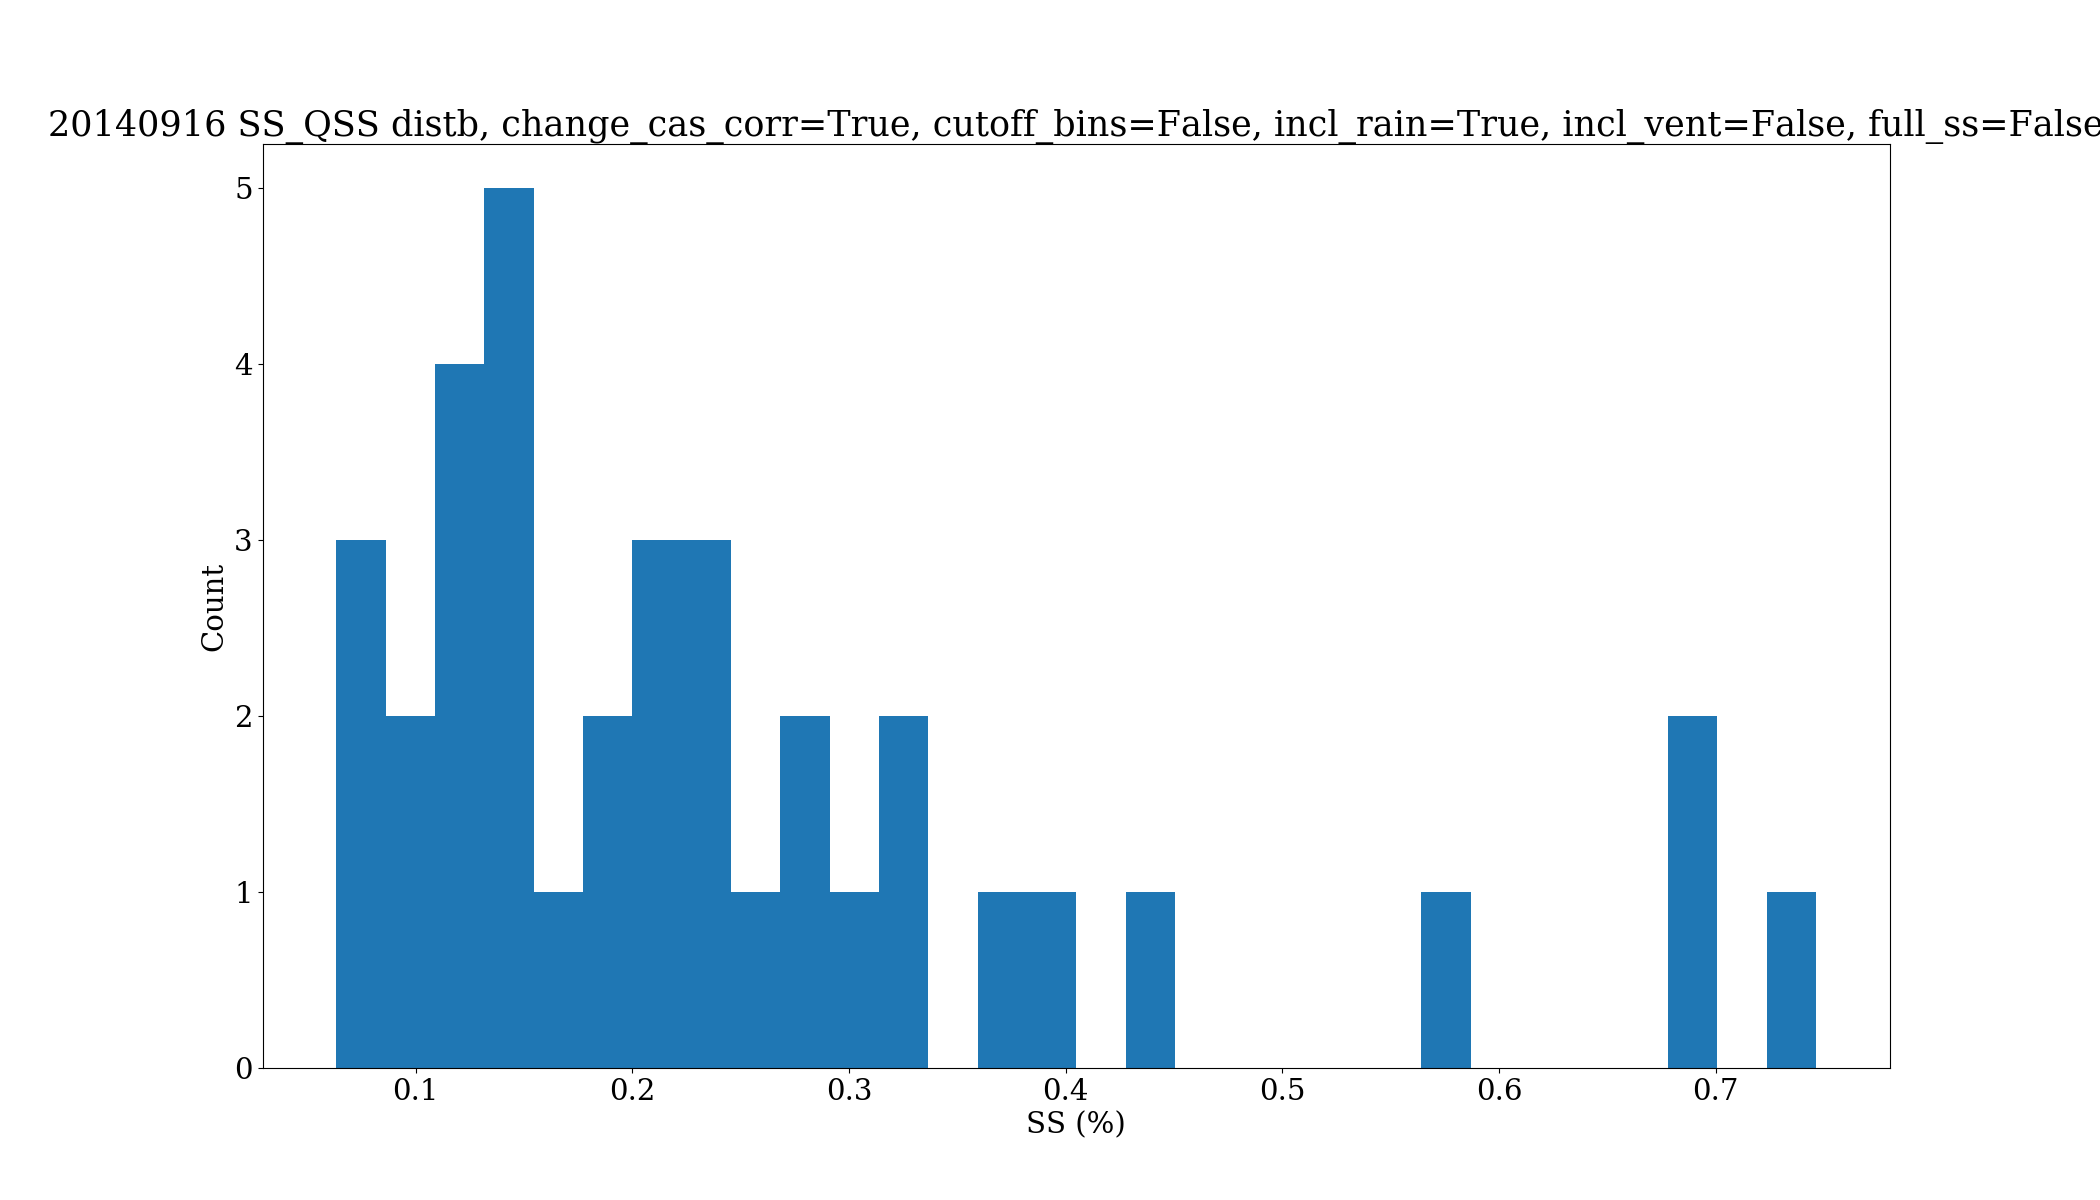 20140916 SS_QSS distb, change_cas_corr=True, cutoff_bins=False, incl_rain=True, incl_vent=False, full_ss=False
5
4
3
2
1
0
Count
0.1 0.2 0.3 0.4 0.5 0.6 0.7
SS (%)